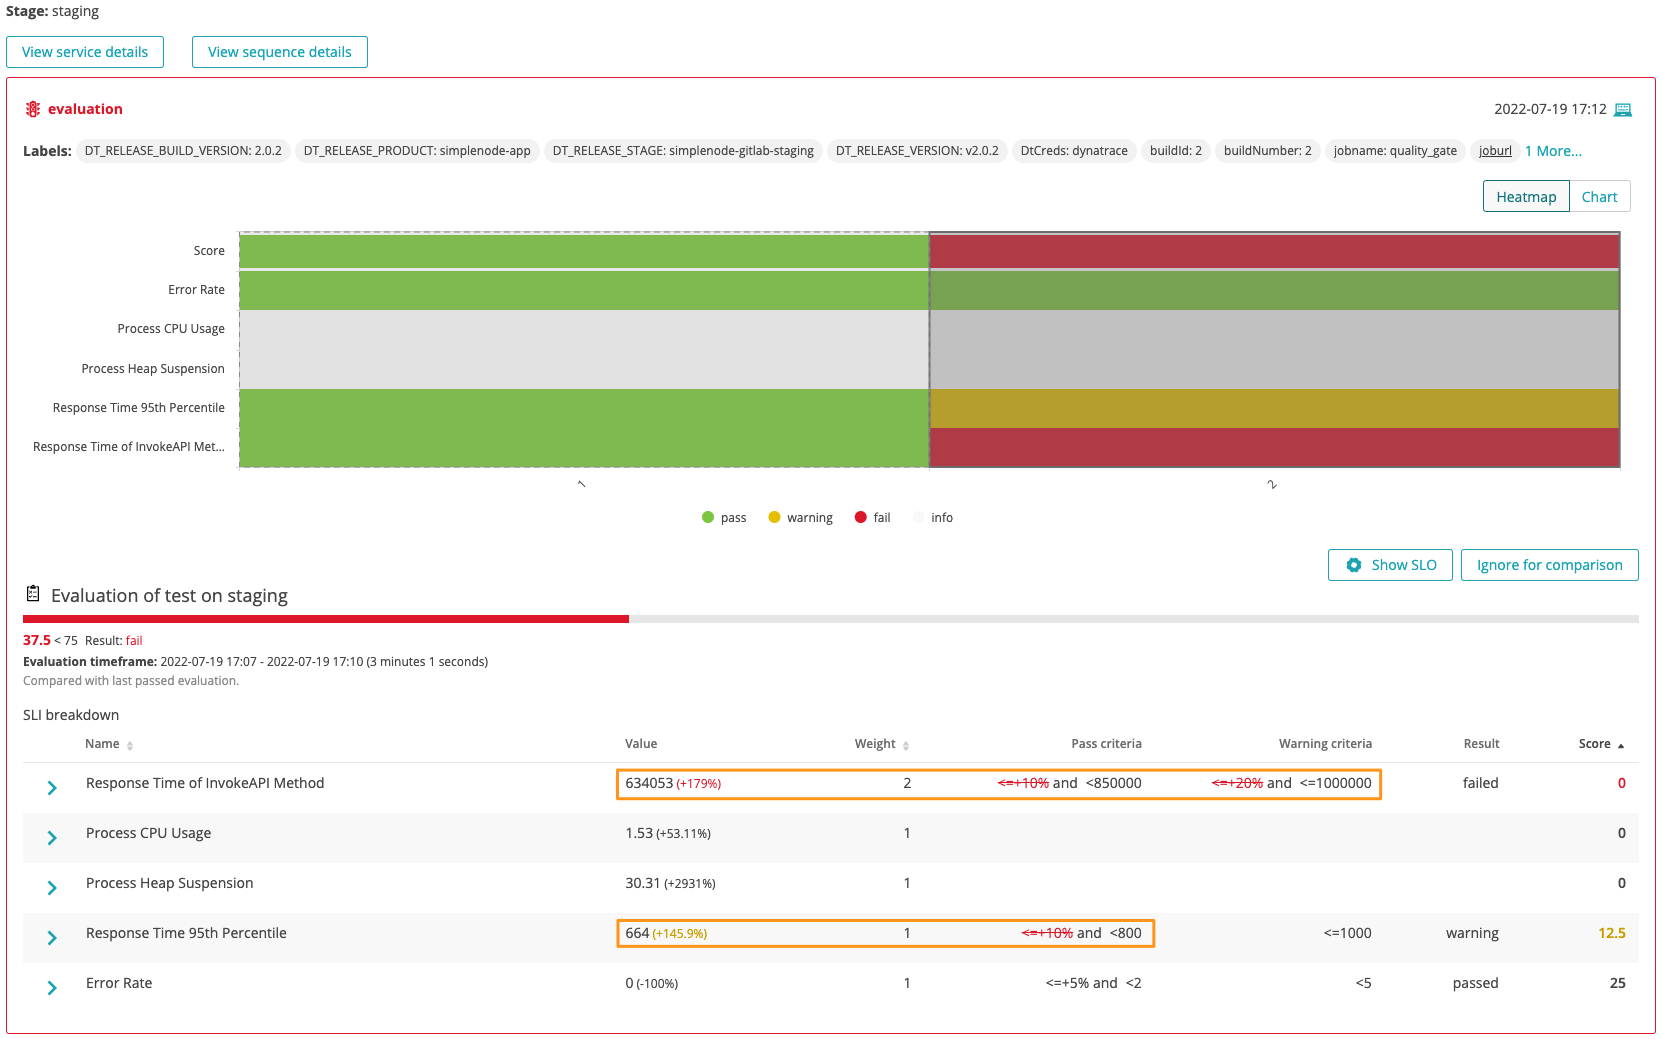 Stage: staging
View service details View sequence details
evaluation 2022-07-19 17:12
Labels: DT_RELEASE_BUILD_VERSION: 2.0.2 DT_RELEASE_PRODUCT: simplenode-app DT_RELEASE_STAGE: simplenode-gitlab-staging DT_RELEASE_VERSION: v2.0.2 DtCreds: dynatrace buildId: 2 buildNumber: 2 jobname: quality_gate joburl 1 More...
Heatmap Chart
Score
Error Rate
Process CPU Usage
Process Heap Suspension
Response Time 95th Percentile
Response Time of InvokeAPI Met...
1 2
pass warning fail info
Show SLO Ignore for comparison
Evaluation of test on staging
37.5 < 75 Result: fail
Evaluation timeframe: 2022-07-19 17:07 - 2022-07-19 17:10 (3 minutes 1 seconds)
Compared with last passed evaluation.
SLI breakdown
Name Value Weight Pass criteria Warning criteria Result Score
Response Time of InvokeAPI Method 634053 (+179%) 2 <=+10% and <850000 <=+20% and <=1000000 failed 0
Process CPU Usage 1.53 (+53.11%) 1 0
Process Heap Suspension 30.31 (+2931%) 1 0
Response Time 95th Percentile 664 (+145.9%) 1 <=+10% and <800 <=1000 warning 12.5
Error Rate 0 (-100%) 1 <=+5% and <2 <5 passed 25